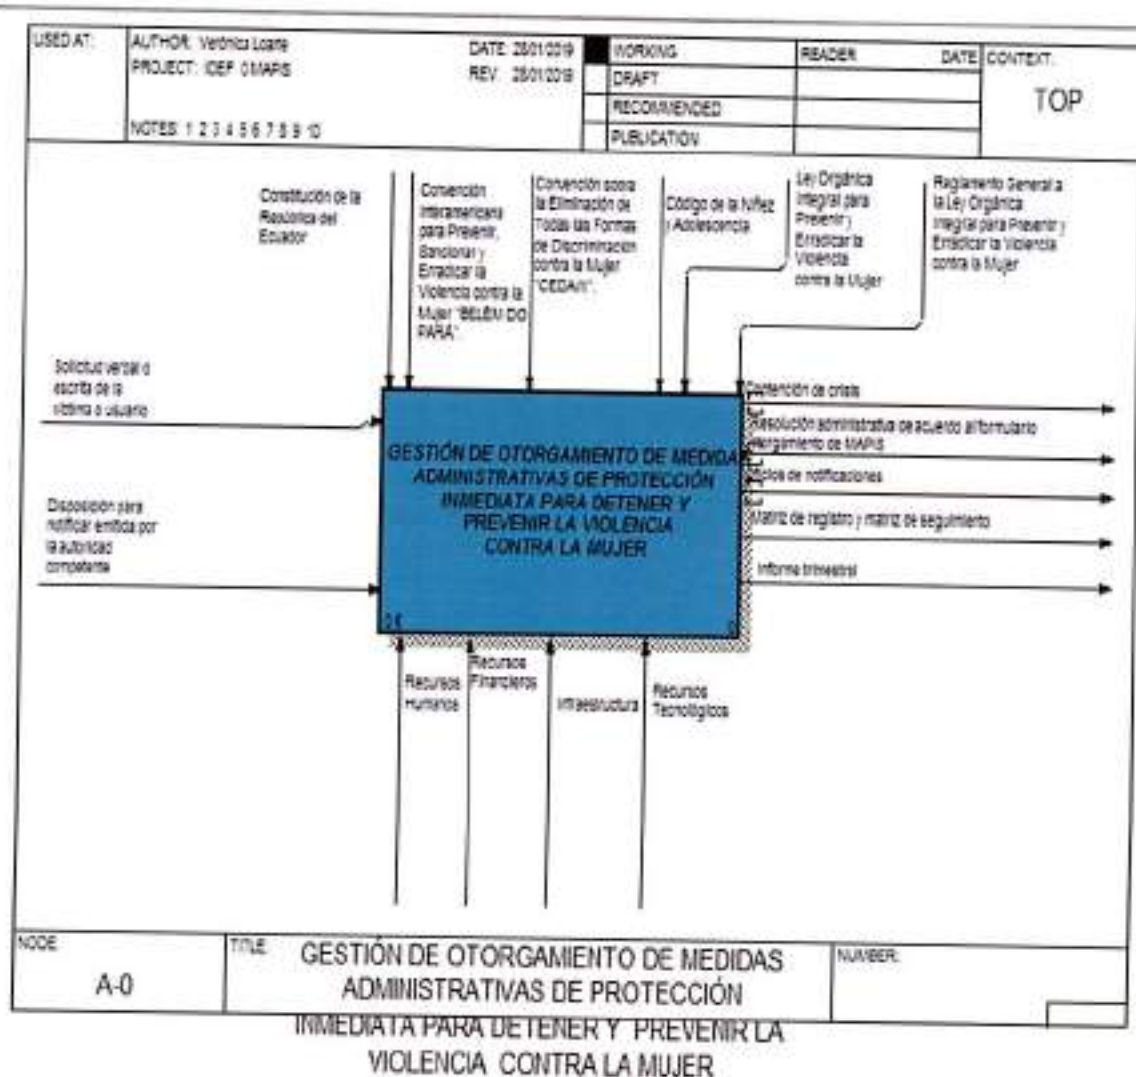 USED AT:
AUTHOR: Verónica Loarte
PROJECT: IDEF 0 MAPIS
DATE: 28/01/2019
REV: 28/01/2019
NOTES: 1 2 3 4 5 6 7 8 9 10
WORKING
DRAFT
RECOMMENDED
PUBLICATION
READER
DATE
CONTEXT:
TOP
Constitución de la
República del
Ecuador
Convención
Interamericana
para Prevenir,
Sancionar y
Erradicar la
Violencia contra la
Mujer "BELÉM DO
PARÁ".
Convención sobre
la Eliminación de
Todas las Formas
de Discriminación
contra la Mujer
"CEDAW".
Código de la Niñez
y Adolescencia
Ley Orgánica
Integral para
Prevenir y
Erradicar la
Violencia
contra la Mujer
Reglamento General a
la Ley Orgánica
Integral para Prevenir y
Erradicar la Violencia
contra la Mujer
Solicitud verbal o
escrita de la
víctima o usuario
Disposición para
notificar emitida por
la autoridad
competente
GESTIÓN DE OTORGAMIENTO DE MEDIDA
ADMINISTRATIVAS DE PROTECCIÓN
INMEDIATA PARA DETENER Y
PREVENIR LA VIOLENCIA
CONTRA LA MUJER
Contención de crisis
Resolución administrativa de acuerdo al formulario
otorgamiento de MAPIS
Oficios de notificaciones
Matriz de registro y matriz de seguimiento
Informe trimestral
Recursos
Humanos
Recursos
Financieros
Infraestructura
Recursos
Tecnológicos
NODE:
A-0
TITLE:
GESTIÓN DE OTORGAMIENTO DE MEDIDAS
ADMINISTRATIVAS DE PROTECCIÓN
INMEDIATA PARA DETENER Y PREVENIR LA
VIOLENCIA CONTRA LA MUJER
NUMBER: